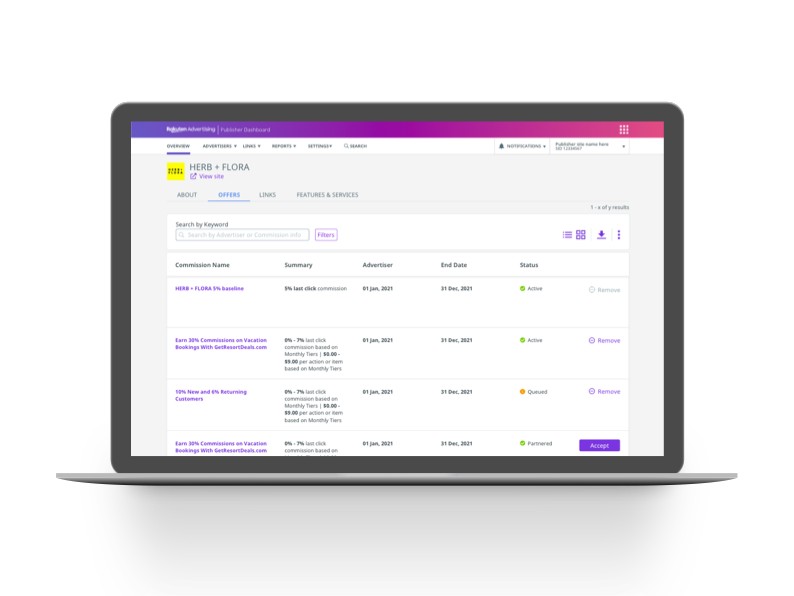 Rakuten Advertising | Publisher Dashboard
OVERVIEW ADVERTISERS LINKS REPORTS SETTINGS SEARCH NOTIFICATIONS Publisher site name here
SID 1234567
HERB + FLORA
View site
ABOUT OFFERS LINKS FEATURES & SERVICES
1 - x of y results
Search by Keyword
Search by Advertiser or Commission info Filters
Commission Name Summary Advertiser End Date Status
HERB + FLORA 5% baseline 5% last click commission 01 Jan, 2021 31 Dec, 2021 Active Remove
Earn 30% Commissions on Vacation 0% - 7% last click 01 Jan, 2021 31 Dec, 2021 Active Remove
Bookings With GetResortDeals.com commission based on
Monthly Tiers | $0.00 -
$9.00 per action or item
based on Monthly Tiers
10% New and 6% Returning 0% - 7% last click 01 Jan, 2021 31 Dec, 2021 Queued Remove
Customers commission based on
Monthly Tiers | $0.00 -
$9.00 per action or item
based on Monthly Tiers
Earn 30% Commissions on Vacation 0% - 7% last click 01 Jan, 2021 31 Dec, 2021 Partnered Accept
Bookings With GetResortDeals.com commission based on